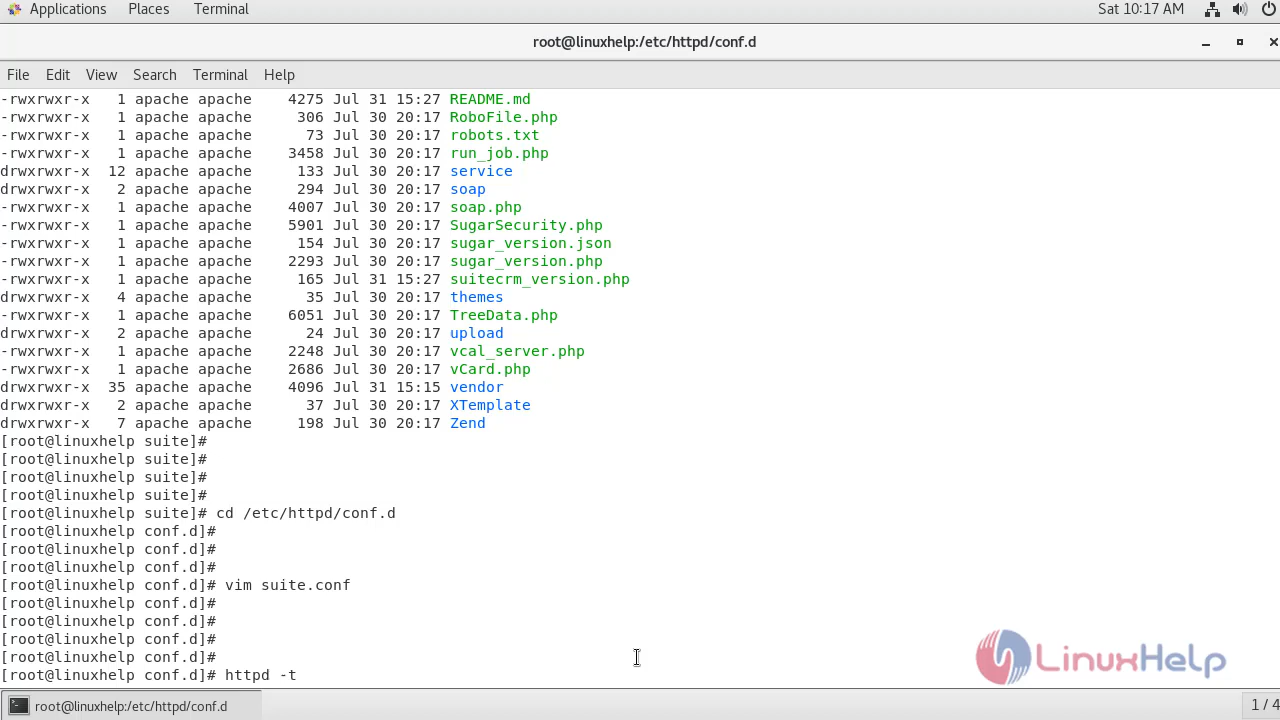 Applications Places Terminal Sat 10:17 AM
root@linuxhelp:/etc/httpd/conf.d
File Edit View Search Terminal Help
-rwxrwxr-x   1 apache apache    4275 Jul 31 15:27 README.md
-rwxrwxr-x   1 apache apache     306 Jul 30 20:17 RoboFile.php
-rwxrwxr-x   1 apache apache      73 Jul 30 20:17 robots.txt
-rwxrwxr-x   1 apache apache    3458 Jul 30 20:17 run_job.php
drwxrwxr-x  12 apache apache     133 Jul 30 20:17 service
drwxrwxr-x   2 apache apache     294 Jul 30 20:17 soap
-rwxrwxr-x   1 apache apache    4007 Jul 30 20:17 soap.php
-rwxrwxr-x   1 apache apache    5901 Jul 30 20:17 SugarSecurity.php
-rwxrwxr-x   1 apache apache     154 Jul 30 20:17 sugar_version.json
-rwxrwxr-x   1 apache apache    2293 Jul 30 20:17 sugar_version.php
-rwxrwxr-x   1 apache apache     165 Jul 31 15:27 suitecrm_version.php
drwxrwxr-x   4 apache apache      35 Jul 30 20:17 themes
-rwxrwxr-x   1 apache apache    6051 Jul 30 20:17 TreeData.php
drwxrwxr-x   2 apache apache      24 Jul 30 20:17 upload
-rwxrwxr-x   1 apache apache    2248 Jul 30 20:17 vcal_server.php
-rwxrwxr-x   1 apache apache    2686 Jul 30 20:17 vCard.php
drwxrwxr-x  35 apache apache    4096 Jul 31 15:15 vendor
drwxrwxr-x   2 apache apache      37 Jul 30 20:17 XTemplate
drwxrwxr-x   7 apache apache     198 Jul 30 20:17 Zend
[root@linuxhelp suite]#
[root@linuxhelp suite]#
[root@linuxhelp suite]#
[root@linuxhelp suite]#
[root@linuxhelp suite]# cd /etc/httpd/conf.d
[root@linuxhelp conf.d]#
[root@linuxhelp conf.d]#
[root@linuxhelp conf.d]#
[root@linuxhelp conf.d]# vim suite.conf
[root@linuxhelp conf.d]#
[root@linuxhelp conf.d]#
[root@linuxhelp conf.d]#
[root@linuxhelp conf.d]#
[root@linuxhelp conf.d]# httpd -t
LinuxHelp
root@linuxhelp:/etc/httpd/conf.d 1 / 4